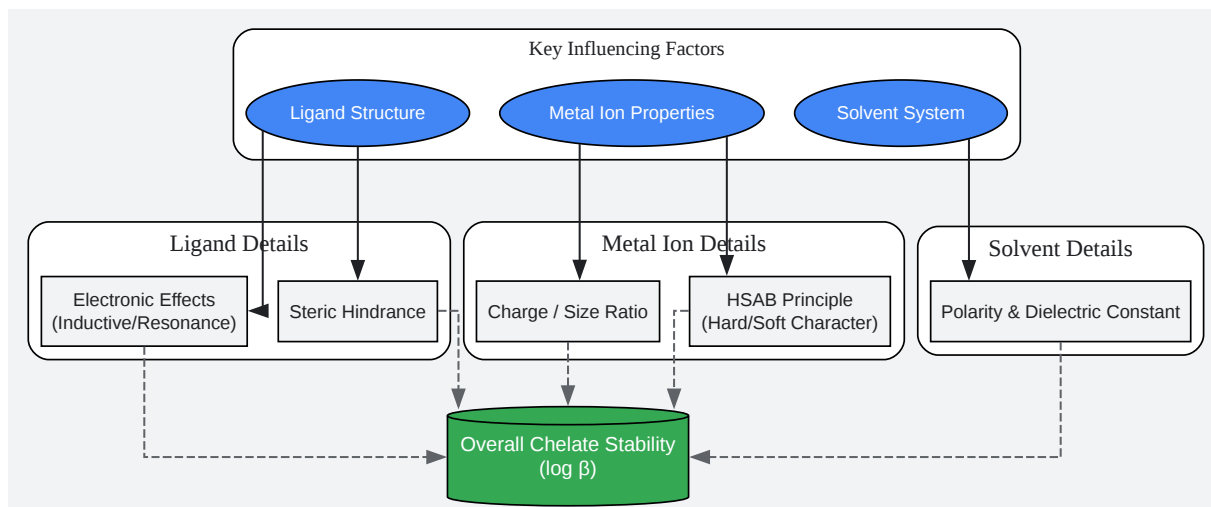 Key Influencing Factors
Ligand Structure
Metal Ion Properties
Solvent System
Ligand Details
Metal Ion Details
Solvent Details
Electronic Effects
(Inductive/Resonance)
Steric Hindrance
Charge / Size Ratio
HSAB Principle
(Hard/Soft Character)
Polarity & Dielectric Constant
Overall Chelate Stability
(log β)